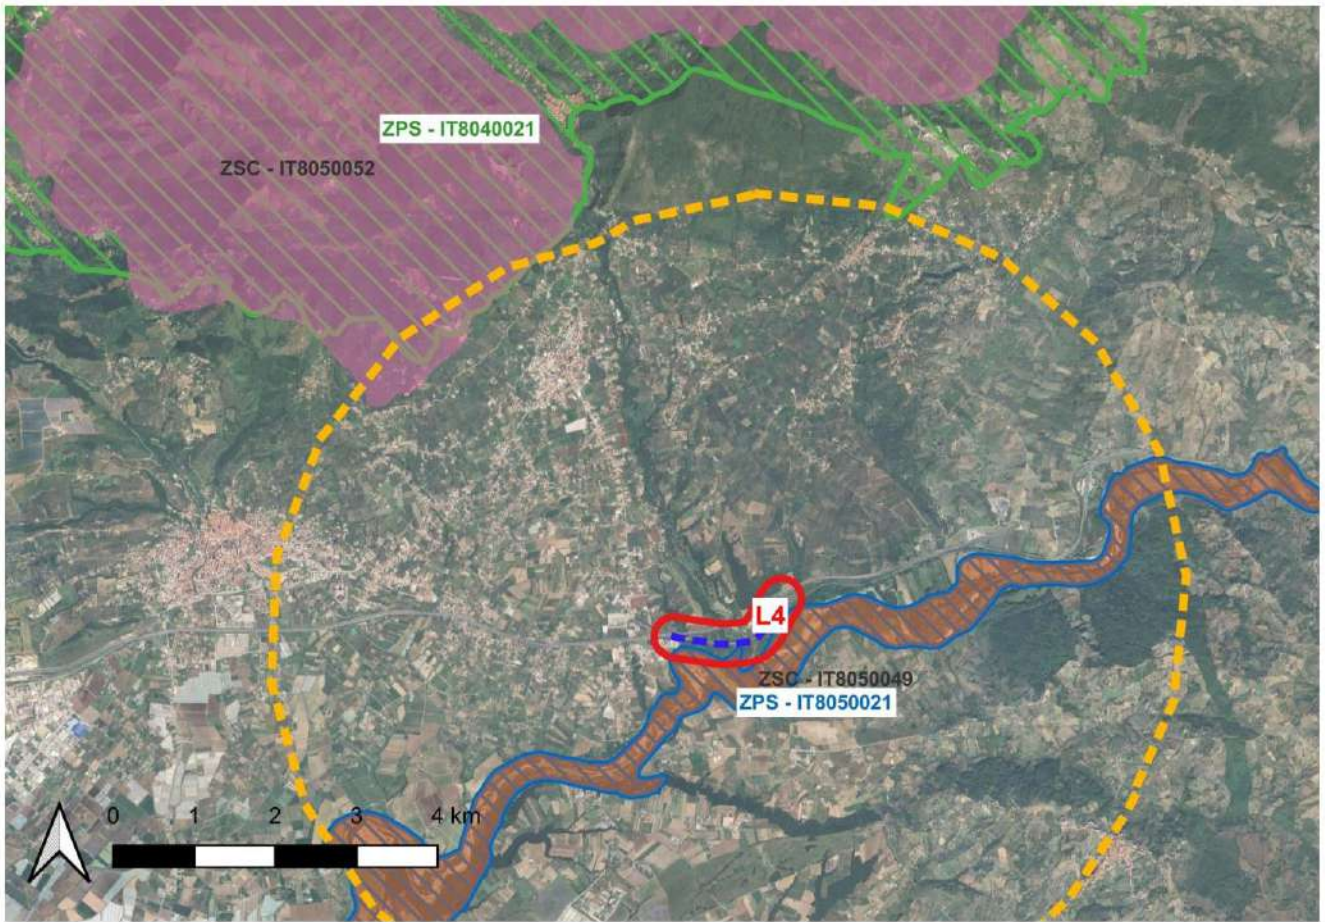 ZPS - IT8040021
ZSC - IT8050052
L4
ZSC - IT8050049
ZPS - IT8050021
0 1 2 3 4 km